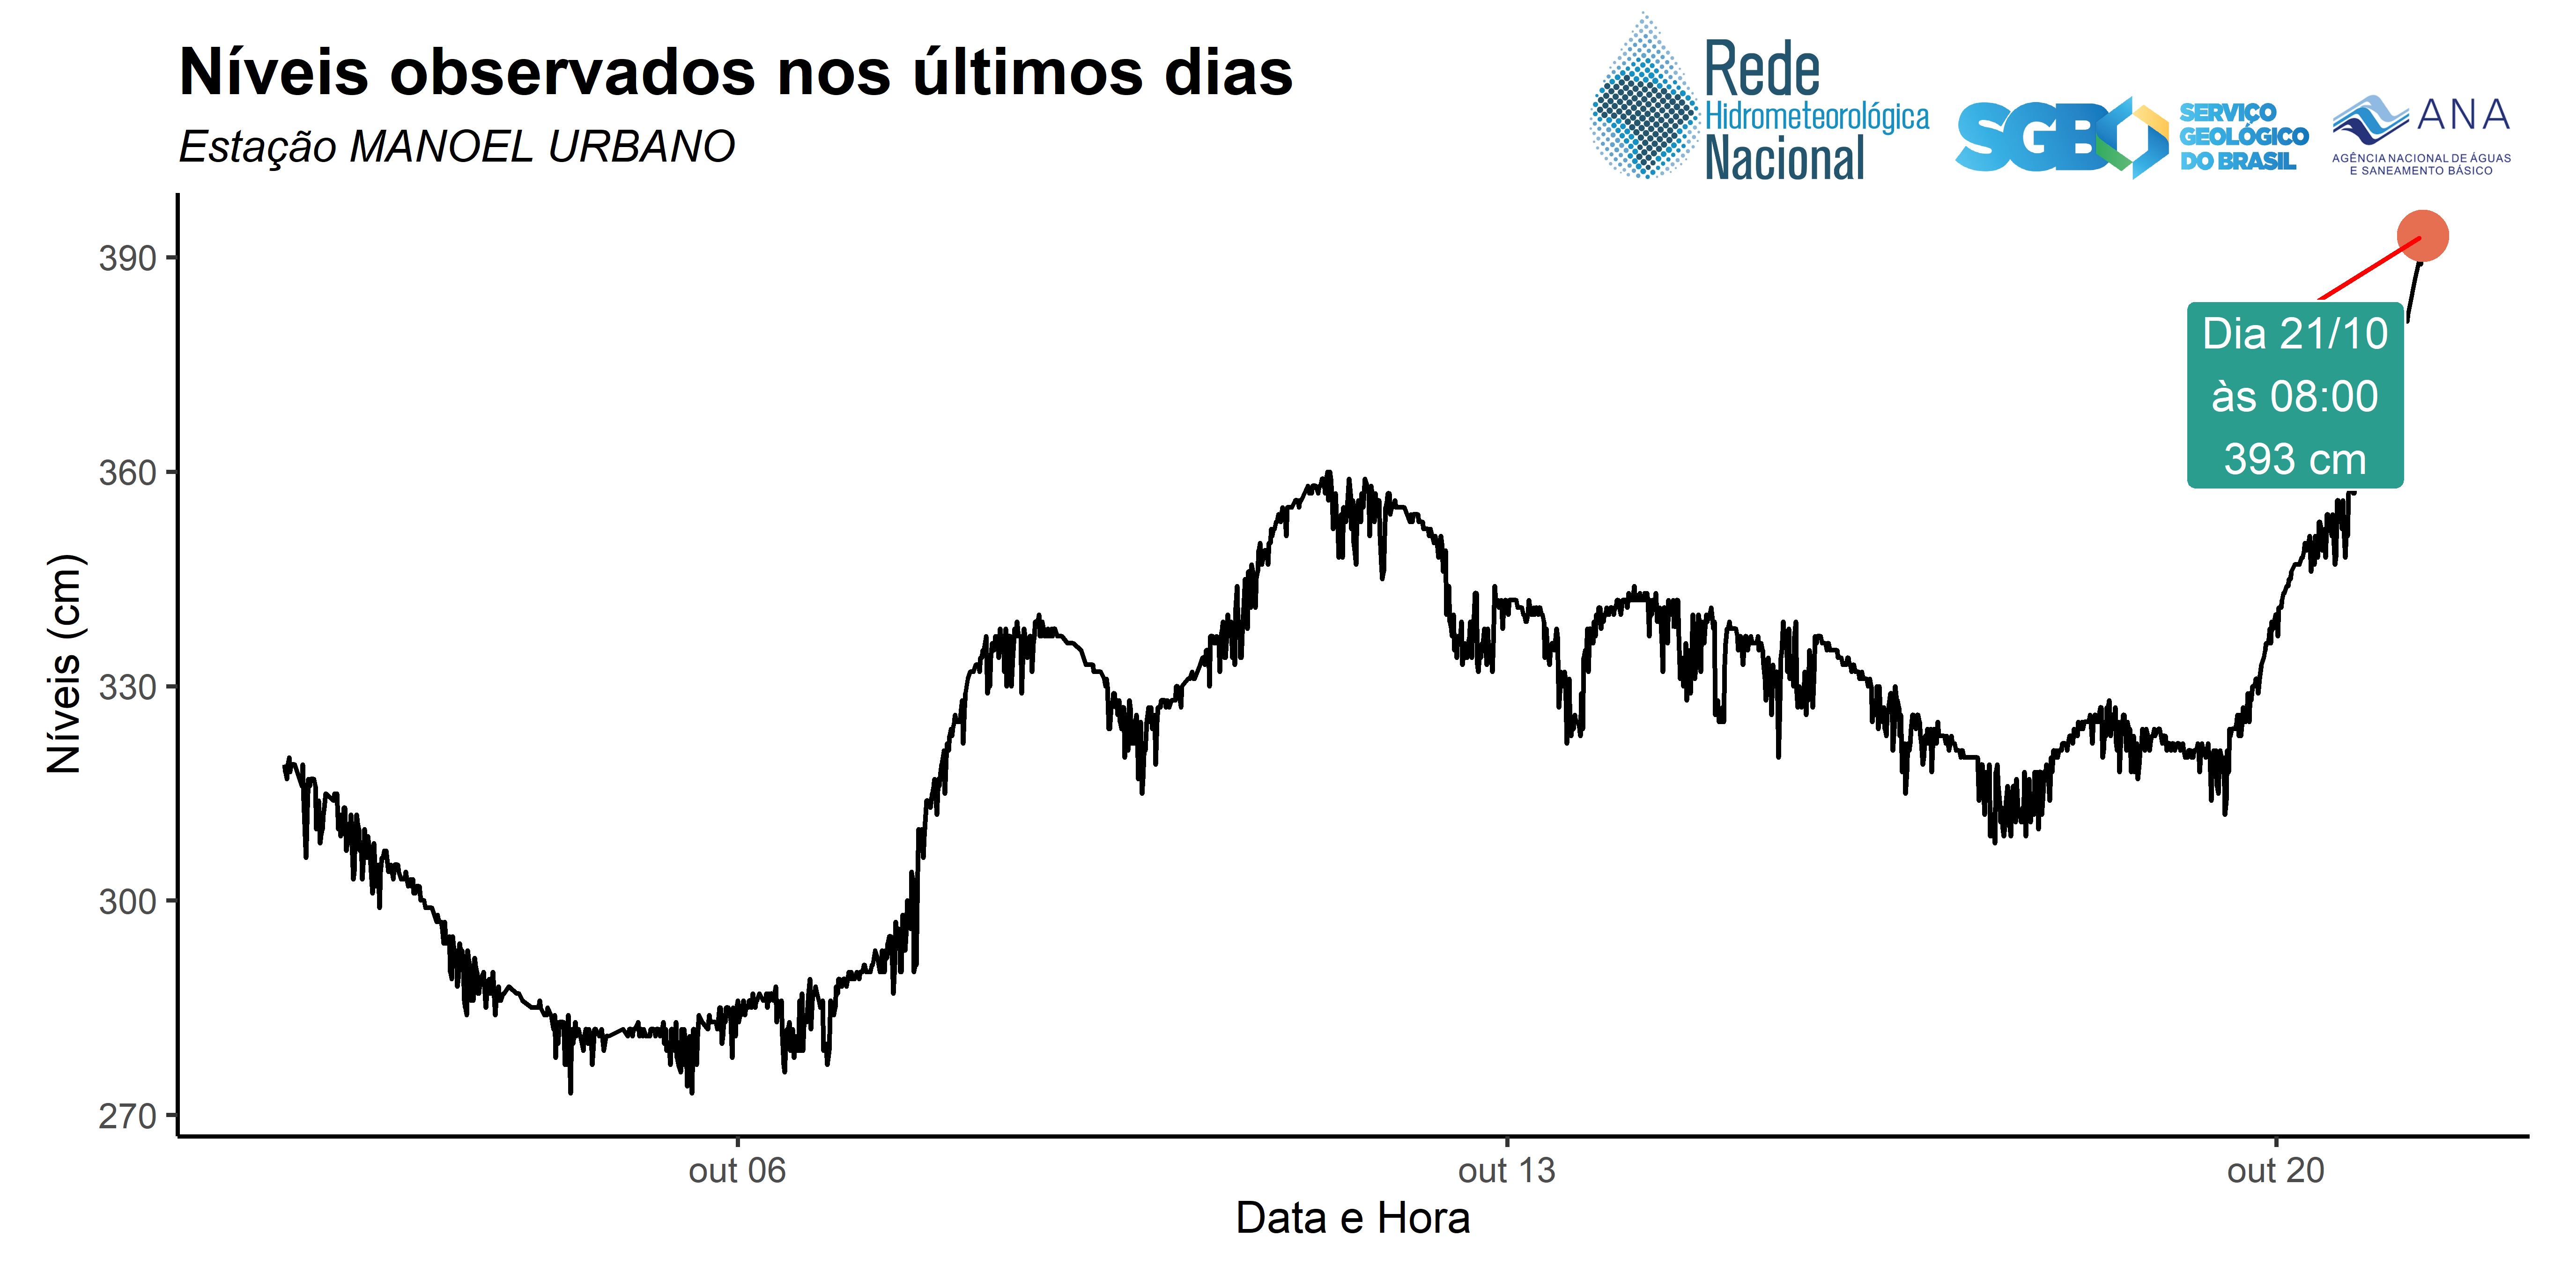 Níveis observados nos últimos dias
Estação MANOEL URBANO
Rede
Hidrometeorológica
Nacional
SGB
SERVIÇO
GEOLÓGICO
DO BRASIL
ANA
AGÊNCIA NACIONAL DE ÁGUAS
E SANEAMENTO BÁSICO
Níveis (cm)
390
360
330
300
270
Dia 21/10
às 08:00
393 cm
out 06
out 13
out 20
Data e Hora